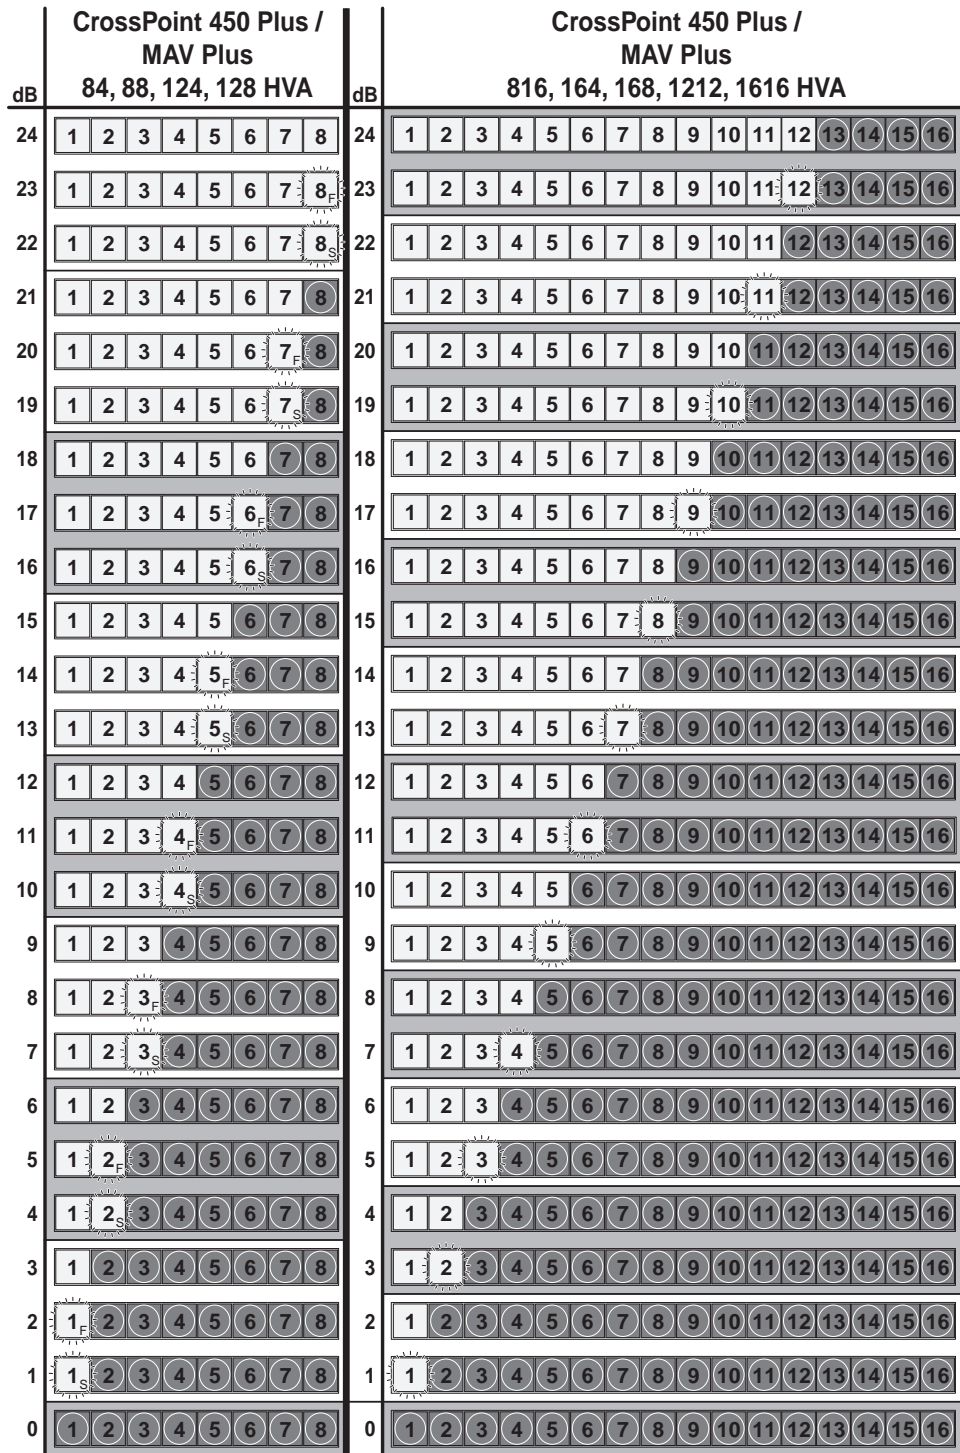 CrossPoint 450 Plus /
MAV Plus
84, 88, 124, 128 HVA
CrossPoint 450 Plus /
MAV Plus
816, 164, 168, 1212, 1616 HVA
dB dB
24 1 2 3 4 5 6 7 8 24 1 2 3 4 5 6 7 8 9 10 11 12 13 14 15 16
23 1 2 3 4 5 6 7 8F 23 1 2 3 4 5 6 7 8 9 10 11 12 13 14 15 16
22 1 2 3 4 5 6 7 8S 22 1 2 3 4 5 6 7 8 9 10 11 12 13 14 15 16
21 1 2 3 4 5 6 7 8 21 1 2 3 4 5 6 7 8 9 10 11 12 13 14 15 16
20 1 2 3 4 5 6 7F 8 20 1 2 3 4 5 6 7 8 9 10 11 12 13 14 15 16
19 1 2 3 4 5 6 7S 8 19 1 2 3 4 5 6 7 8 9 10 11 12 13 14 15 16
18 1 2 3 4 5 6 7 8 18 1 2 3 4 5 6 7 8 9 10 11 12 13 14 15 16
17 1 2 3 4 5 6F 7 8 17 1 2 3 4 5 6 7 8 9 10 11 12 13 14 15 16
16 1 2 3 4 5 6S 7 8 16 1 2 3 4 5 6 7 8 9 10 11 12 13 14 15 16
15 1 2 3 4 5 6 7 8 15 1 2 3 4 5 6 7 8 9 10 11 12 13 14 15 16
14 1 2 3 4 5F 6 7 8 14 1 2 3 4 5 6 7 8 9 10 11 12 13 14 15 16
13 1 2 3 4 5S 6 7 8 13 1 2 3 4 5 6 7 8 9 10 11 12 13 14 15 16
12 1 2 3 4 5 6 7 8 12 1 2 3 4 5 6 7 8 9 10 11 12 13 14 15 16
11 1 2 3 4F 5 6 7 8 11 1 2 3 4 5 6 7 8 9 10 11 12 13 14 15 16
10 1 2 3 4S 5 6 7 8 10 1 2 3 4 5 6 7 8 9 10 11 12 13 14 15 16
9 1 2 3 4 5 6 7 8 9 1 2 3 4 5 6 7 8 9 10 11 12 13 14 15 16
8 1 2 3F 4 5 6 7 8 8 1 2 3 4 5 6 7 8 9 10 11 12 13 14 15 16
7 1 2 3S 4 5 6 7 8 7 1 2 3 4 5 6 7 8 9 10 11 12 13 14 15 16
6 1 2 3 4 5 6 7 8 6 1 2 3 4 5 6 7 8 9 10 11 12 13 14 15 16
5 1 2F 3 4 5 6 7 8 5 1 2 3 4 5 6 7 8 9 10 11 12 13 14 15 16
4 1 2S 3 4 5 6 7 8 4 1 2 3 4 5 6 7 8 9 10 11 12 13 14 15 16
3 1 2 3 4 5 6 7 8 3 1 2 3 4 5 6 7 8 9 10 11 12 13 14 15 16
2 1F 2 3 4 5 6 7 8 2 1 2 3 4 5 6 7 8 9 10 11 12 13 14 15 16
1 1S 2 3 4 5 6 7 8 1 1 2 3 4 5 6 7 8 9 10 11 12 13 14 15 16
0 1 2 3 4 5 6 7 8 0 1 2 3 4 5 6 7 8 9 10 11 12 13 14 15 16